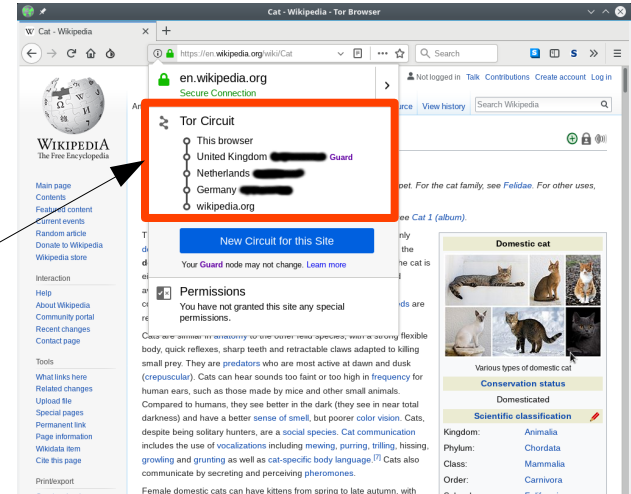 Cat - Wikipedia - Tor Browser
W Cat - Wikipedia
https://en.wikipedia.org/wiki/Cat
Search
S
en.wikipedia.org
Secure Connection
Not logged in Talk Contributions Create account Log in
View history
Search Wikipedia
WIKIPEDIA
The Free Encyclopedia
Main page
Contents
Featured content
Current events
Random article
Donate to Wikipedia
Wikipedia store
Interaction
Help
About Wikipedia
Community portal
Recent changes
Contact page
Tools
What links here
Related changes
Upload file
Special pages
Permanent link
Page information
Wikidata item
Cite this page
Print/export
Tor Circuit
This browser
United Kingdom Guard
Netherlands
Germany
wikipedia.org
New Circuit for this Site
Your Guard node may not change. Learn more
Permissions
You have not granted this site any special
permissions.
For the cat family, see Felidae. For other uses,
Cat 1 (album).
the
cat is
are
Cats are similar in anatomy to the other felid species, with a strong flexible
body, quick reflexes, sharp teeth and retractable claws adapted to killing
small prey. They are predators who are most active at dawn and dusk
(crepuscular). Cats can hear sounds too faint or too high in frequency for
human ears, such as those made by mice and other small animals.
Compared to humans, they see better in the dark (they see in near total
darkness) and have a better sense of smell, but poorer color vision. Cats,
despite being solitary hunters, are a social species. Cat communication
includes the use of vocalizations including mewing, purring, trilling, hissing,
growling and grunting as well as cat-specific body language.[7] Cats also
communicate by secreting and perceiving pheromones.
Female domestic cats can have kittens from spring to late autumn, with
Domestic cat
Various types of domestic cat
Conservation status
Domesticated
Scientific classification
Kingdom: Animalia
Phylum: Chordata
Class: Mammalia
Order: Carnivora